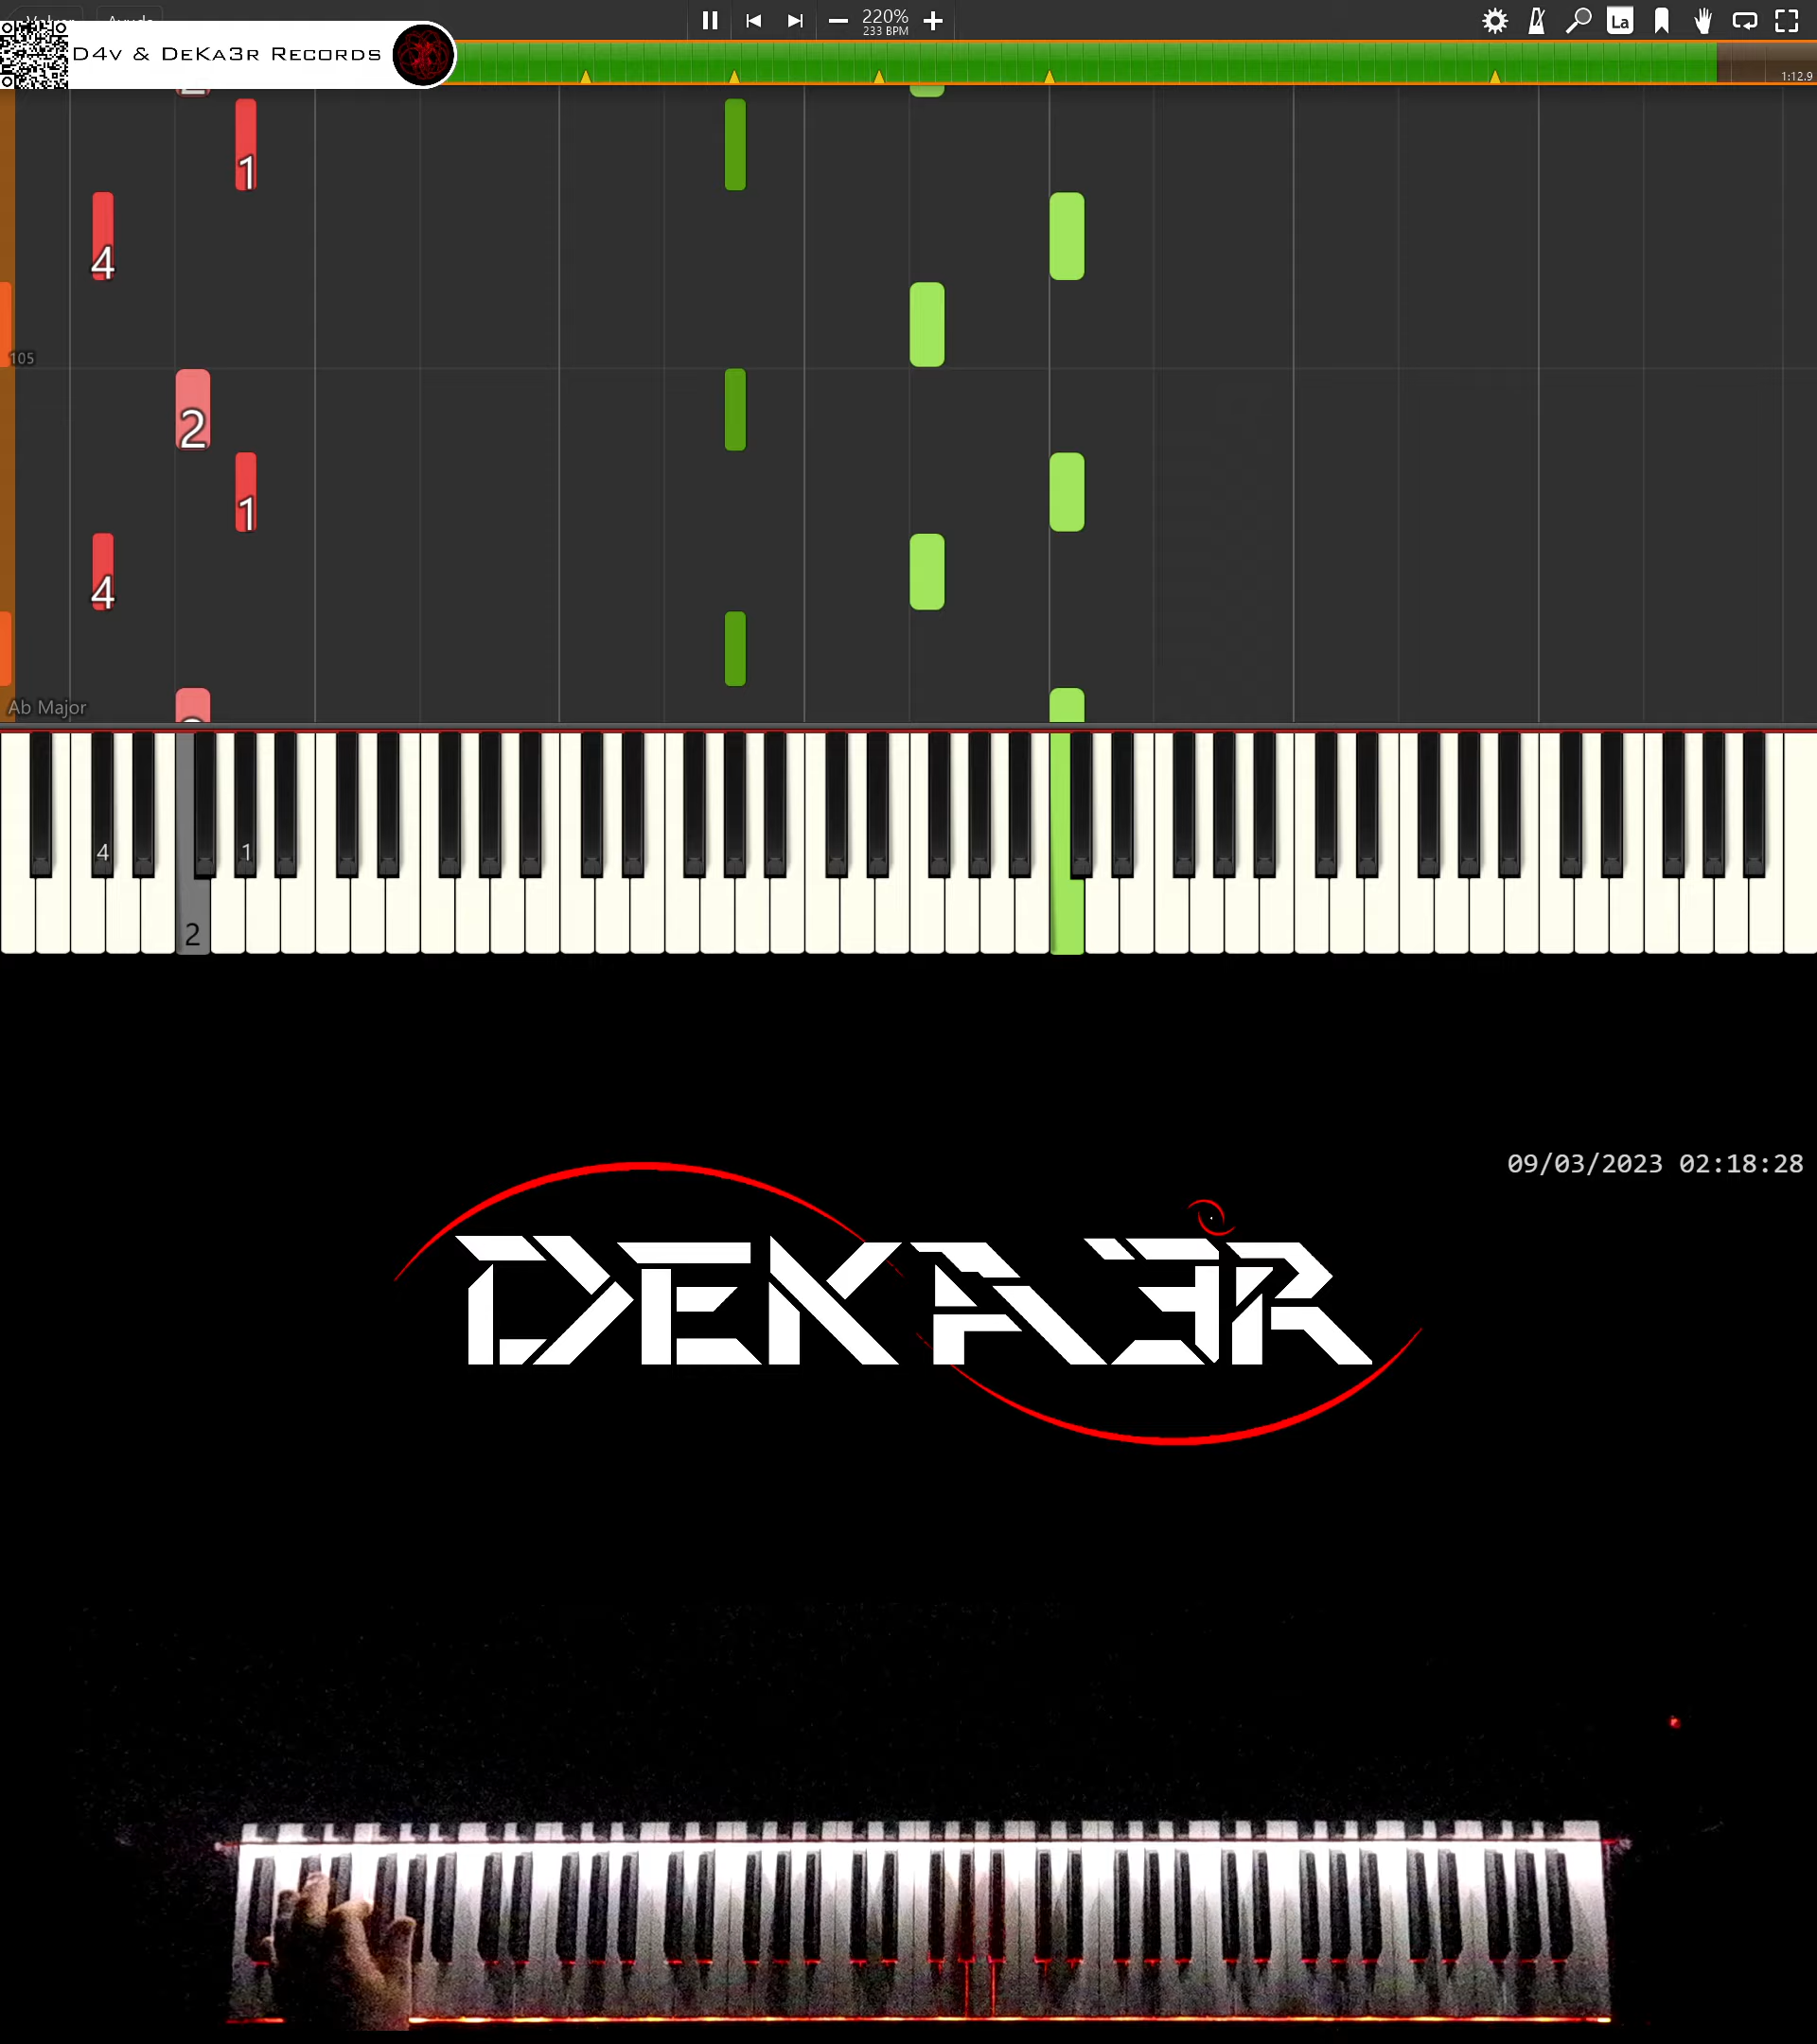 220%
233 BPM
La
D4v & DeKa3r Records
1:12.9
1
4
105
2
1
4
Ab Major
4
1
2
09/03/2023 02:18:28
DEKA3R